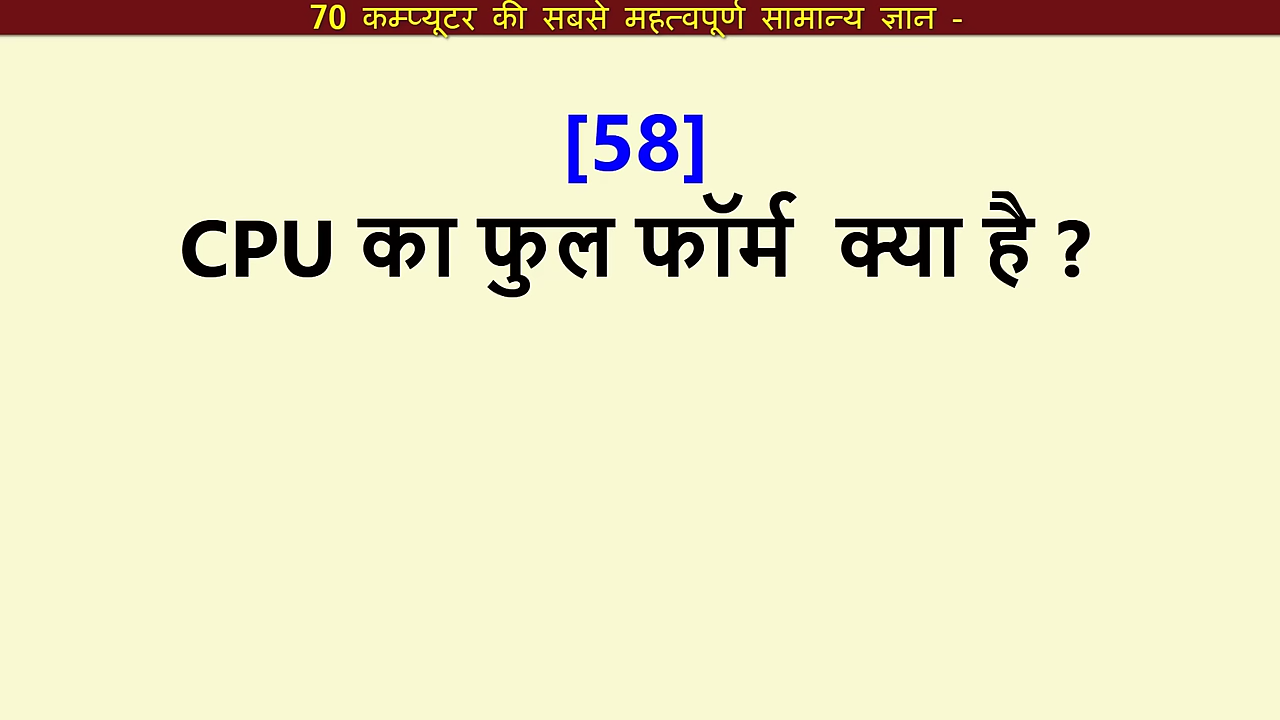 70 कम्प्यूटर की सबसे महत्वपूर्ण सामान्य ज्ञान -
[58]
CPU का फुल फॉर्म क्या है ?